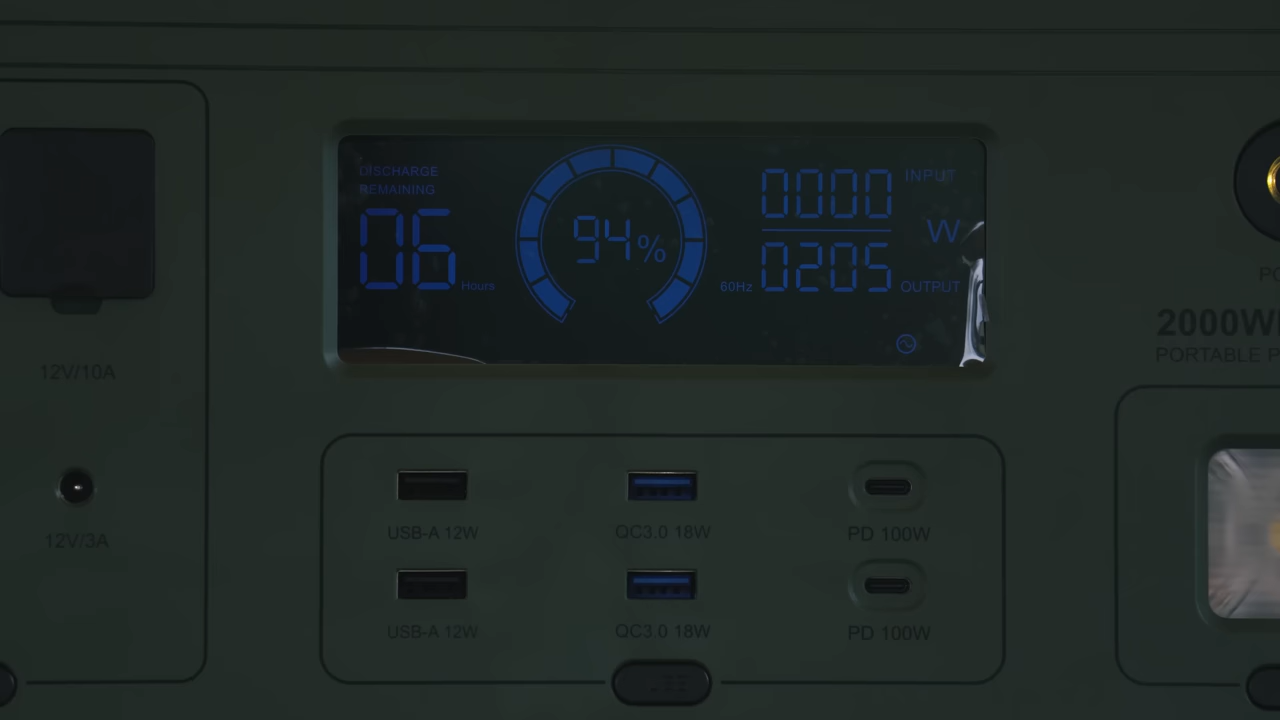 DISCHARGE
REMAINING
06 Hours
94%
0000 INPUT
W
60Hz 0205 OUTPUT
12V/10A
12V/3A
USB-A 12W
QC3.0 18W
PD 100W
USB-A 12W
QC3.0 18W
PD 100W
2000W
PORTABLE